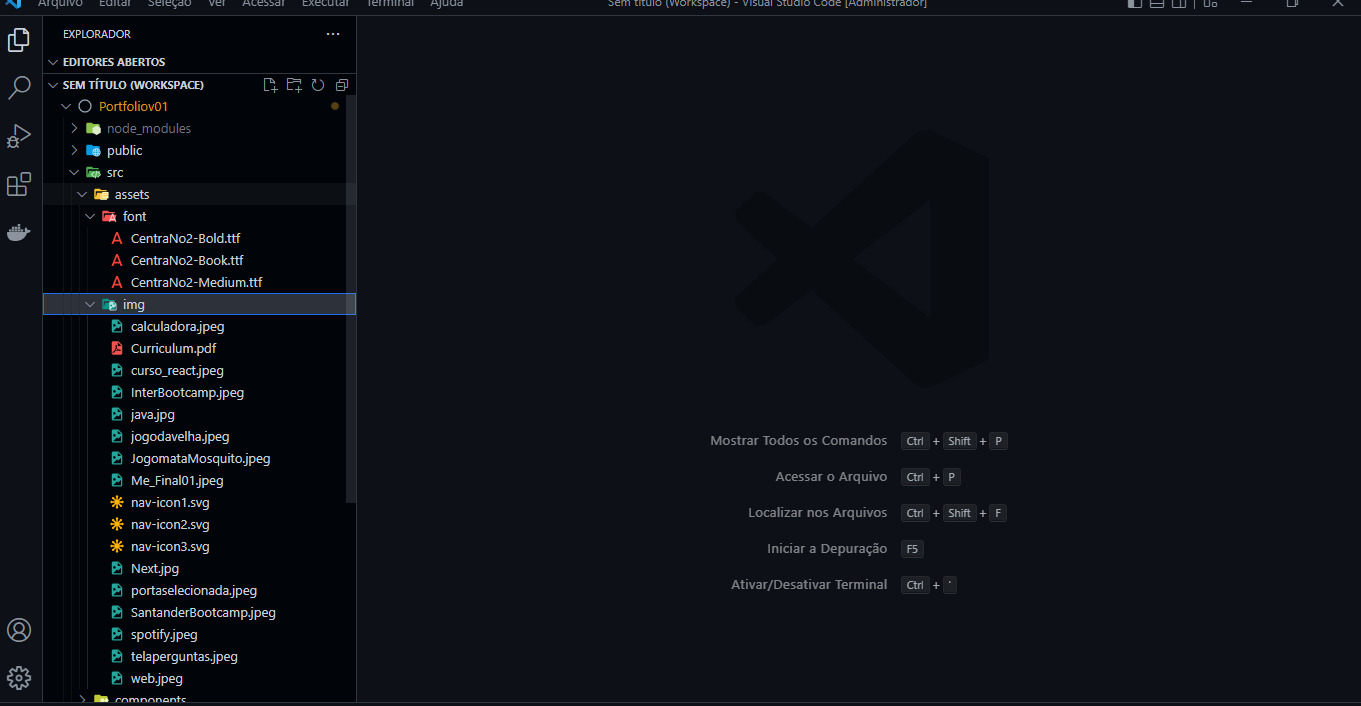 Arquivo Editar Seleção Ver Acessar Executar Terminal Ajuda
Sem título (Workspace) - Visual Studio Code [Administrador]
EXPLORADOR
EDITORES ABERTOS
SEM TÍTULO (WORKSPACE)
Portfoliov01
node_modules
public
src
assets
font
CentraNo2-Bold.ttf
CentraNo2-Book.ttf
CentraNo2-Medium.ttf
img
calculadora.jpeg
Curriculum.pdf
curso_react.jpeg
InterBootcamp.jpeg
java.jpg
jogodavelha.jpeg
JogomataMosquito.jpeg
Me_Final01.jpeg
nav-icon1.svg
nav-icon2.svg
nav-icon3.svg
Next.jpg
portaselecionada.jpeg
SantanderBootcamp.jpeg
spotify.jpeg
telaperguntas.jpeg
web.jpeg
components
Mostrar Todos os Comandos Ctrl + Shift + P
Acessar o Arquivo Ctrl + P
Localizar nos Arquivos Ctrl + Shift + F
Iniciar a Depuração F5
Ativar/Desativar Terminal Ctrl + '